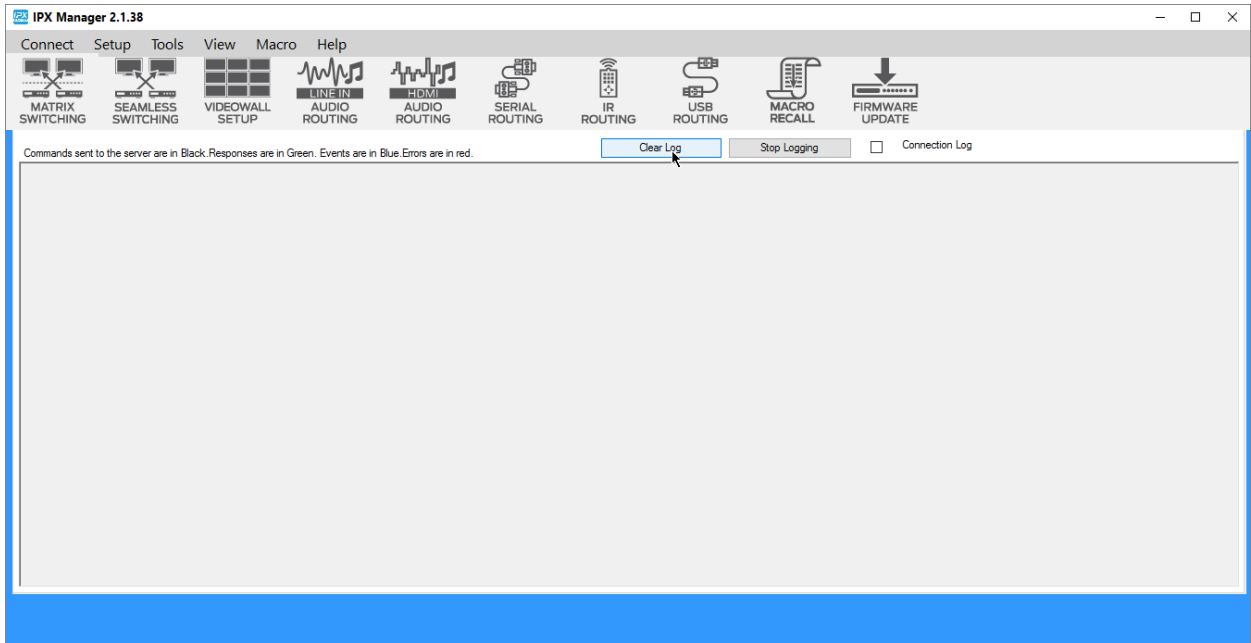 IPX Manager 2.1.38
Connect Setup Tools View Macro Help
LINE IN HDMI
MATRIX SEAMLESS VIDEOWALL AUDIO AUDIO SERIAL IR USB MACRO FIRMWARE
SWITCHING SWITCHING SETUP ROUTING ROUTING ROUTING ROUTING ROUTING RECALL UPDATE
Commands sent to the server are in Black.Responses are in Green. Events are in Blue.Errors are in red. Clear Log Stop Logging Connection Log